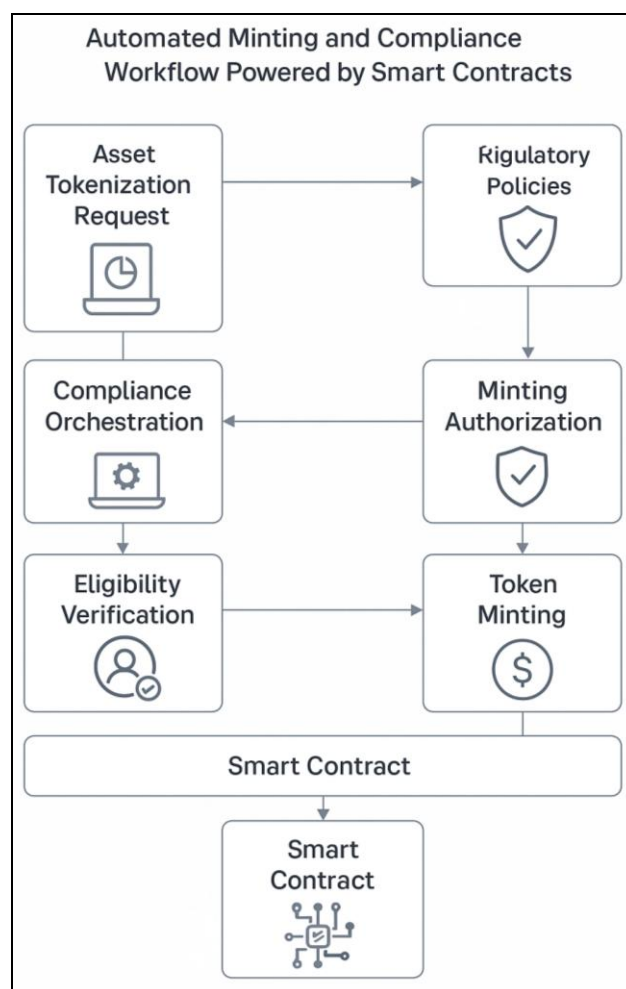 Automated Minting and Compliance
Workflow Powered by Smart Contracts
Asset
Tokenization
Request
Rigulatory
Policies
Compliance
Orchestration
Minting
Authorization
Eligibility
Verification
Token
Minting
$
Smart Contract
Smart
Contract